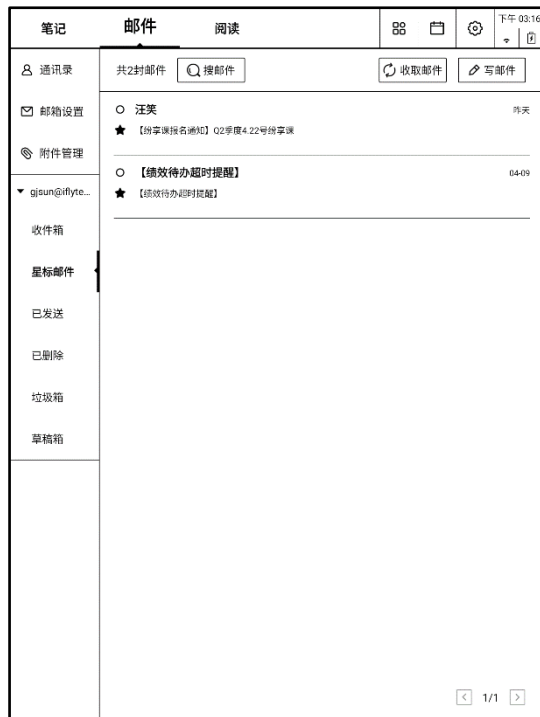 笔记 邮件 阅读 下午 03:16
通讯录 共2封邮件 搜邮件 收取邮件 写邮件
邮箱设置
附件管理
gjsun@iflyte...
收件箱
星标邮件
已发送
已删除
垃圾箱
草稿箱
汪笑 昨天
【纷享课报名通知】Q2季度4.22号纷享课
【绩效待办超时提醒】 04-09
【绩效待办超时提醒】
1/1